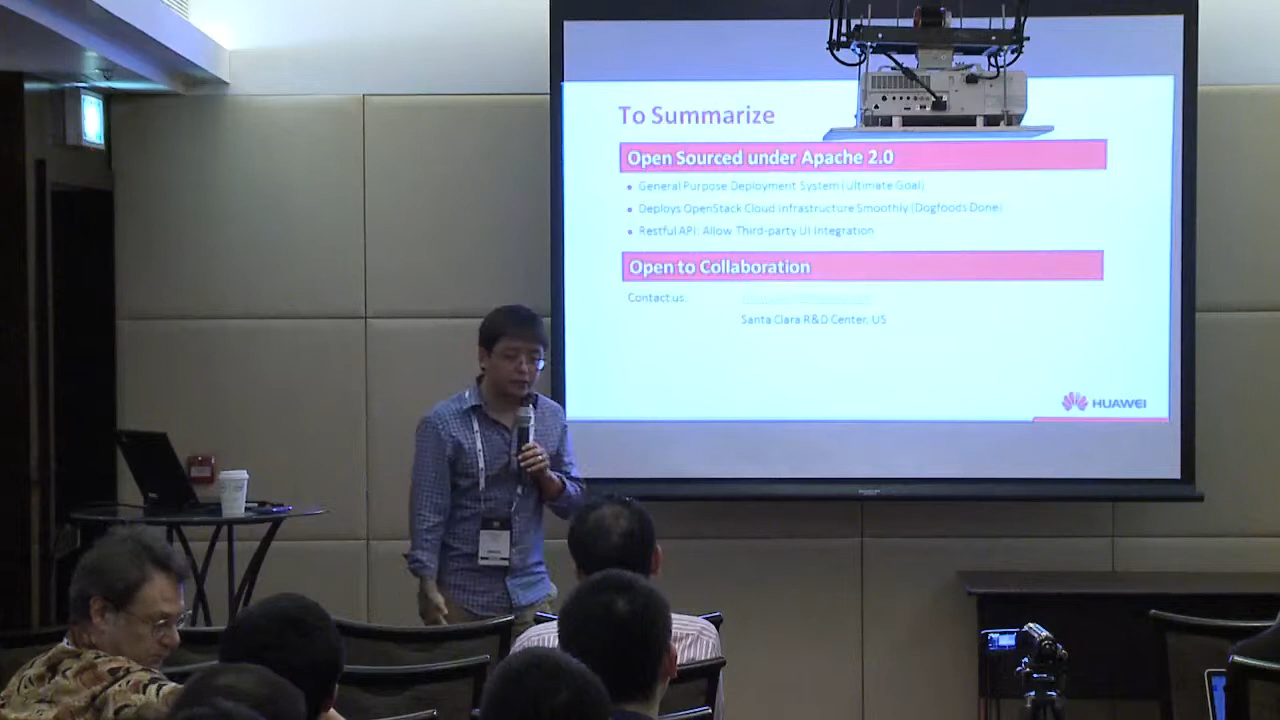 To Summarize
Open Sourced under Apache 2.0
• General Purpose Deployment System (Ultimate Goal)
• Deploys OpenStack Cloud Infrastructure Smoothly (Dogfoods Done)
• Restful API: Allow Third-party UI Integration
Open to Collaboration
Contact us:
Santa Clara R&D Center, US
HUAWEI